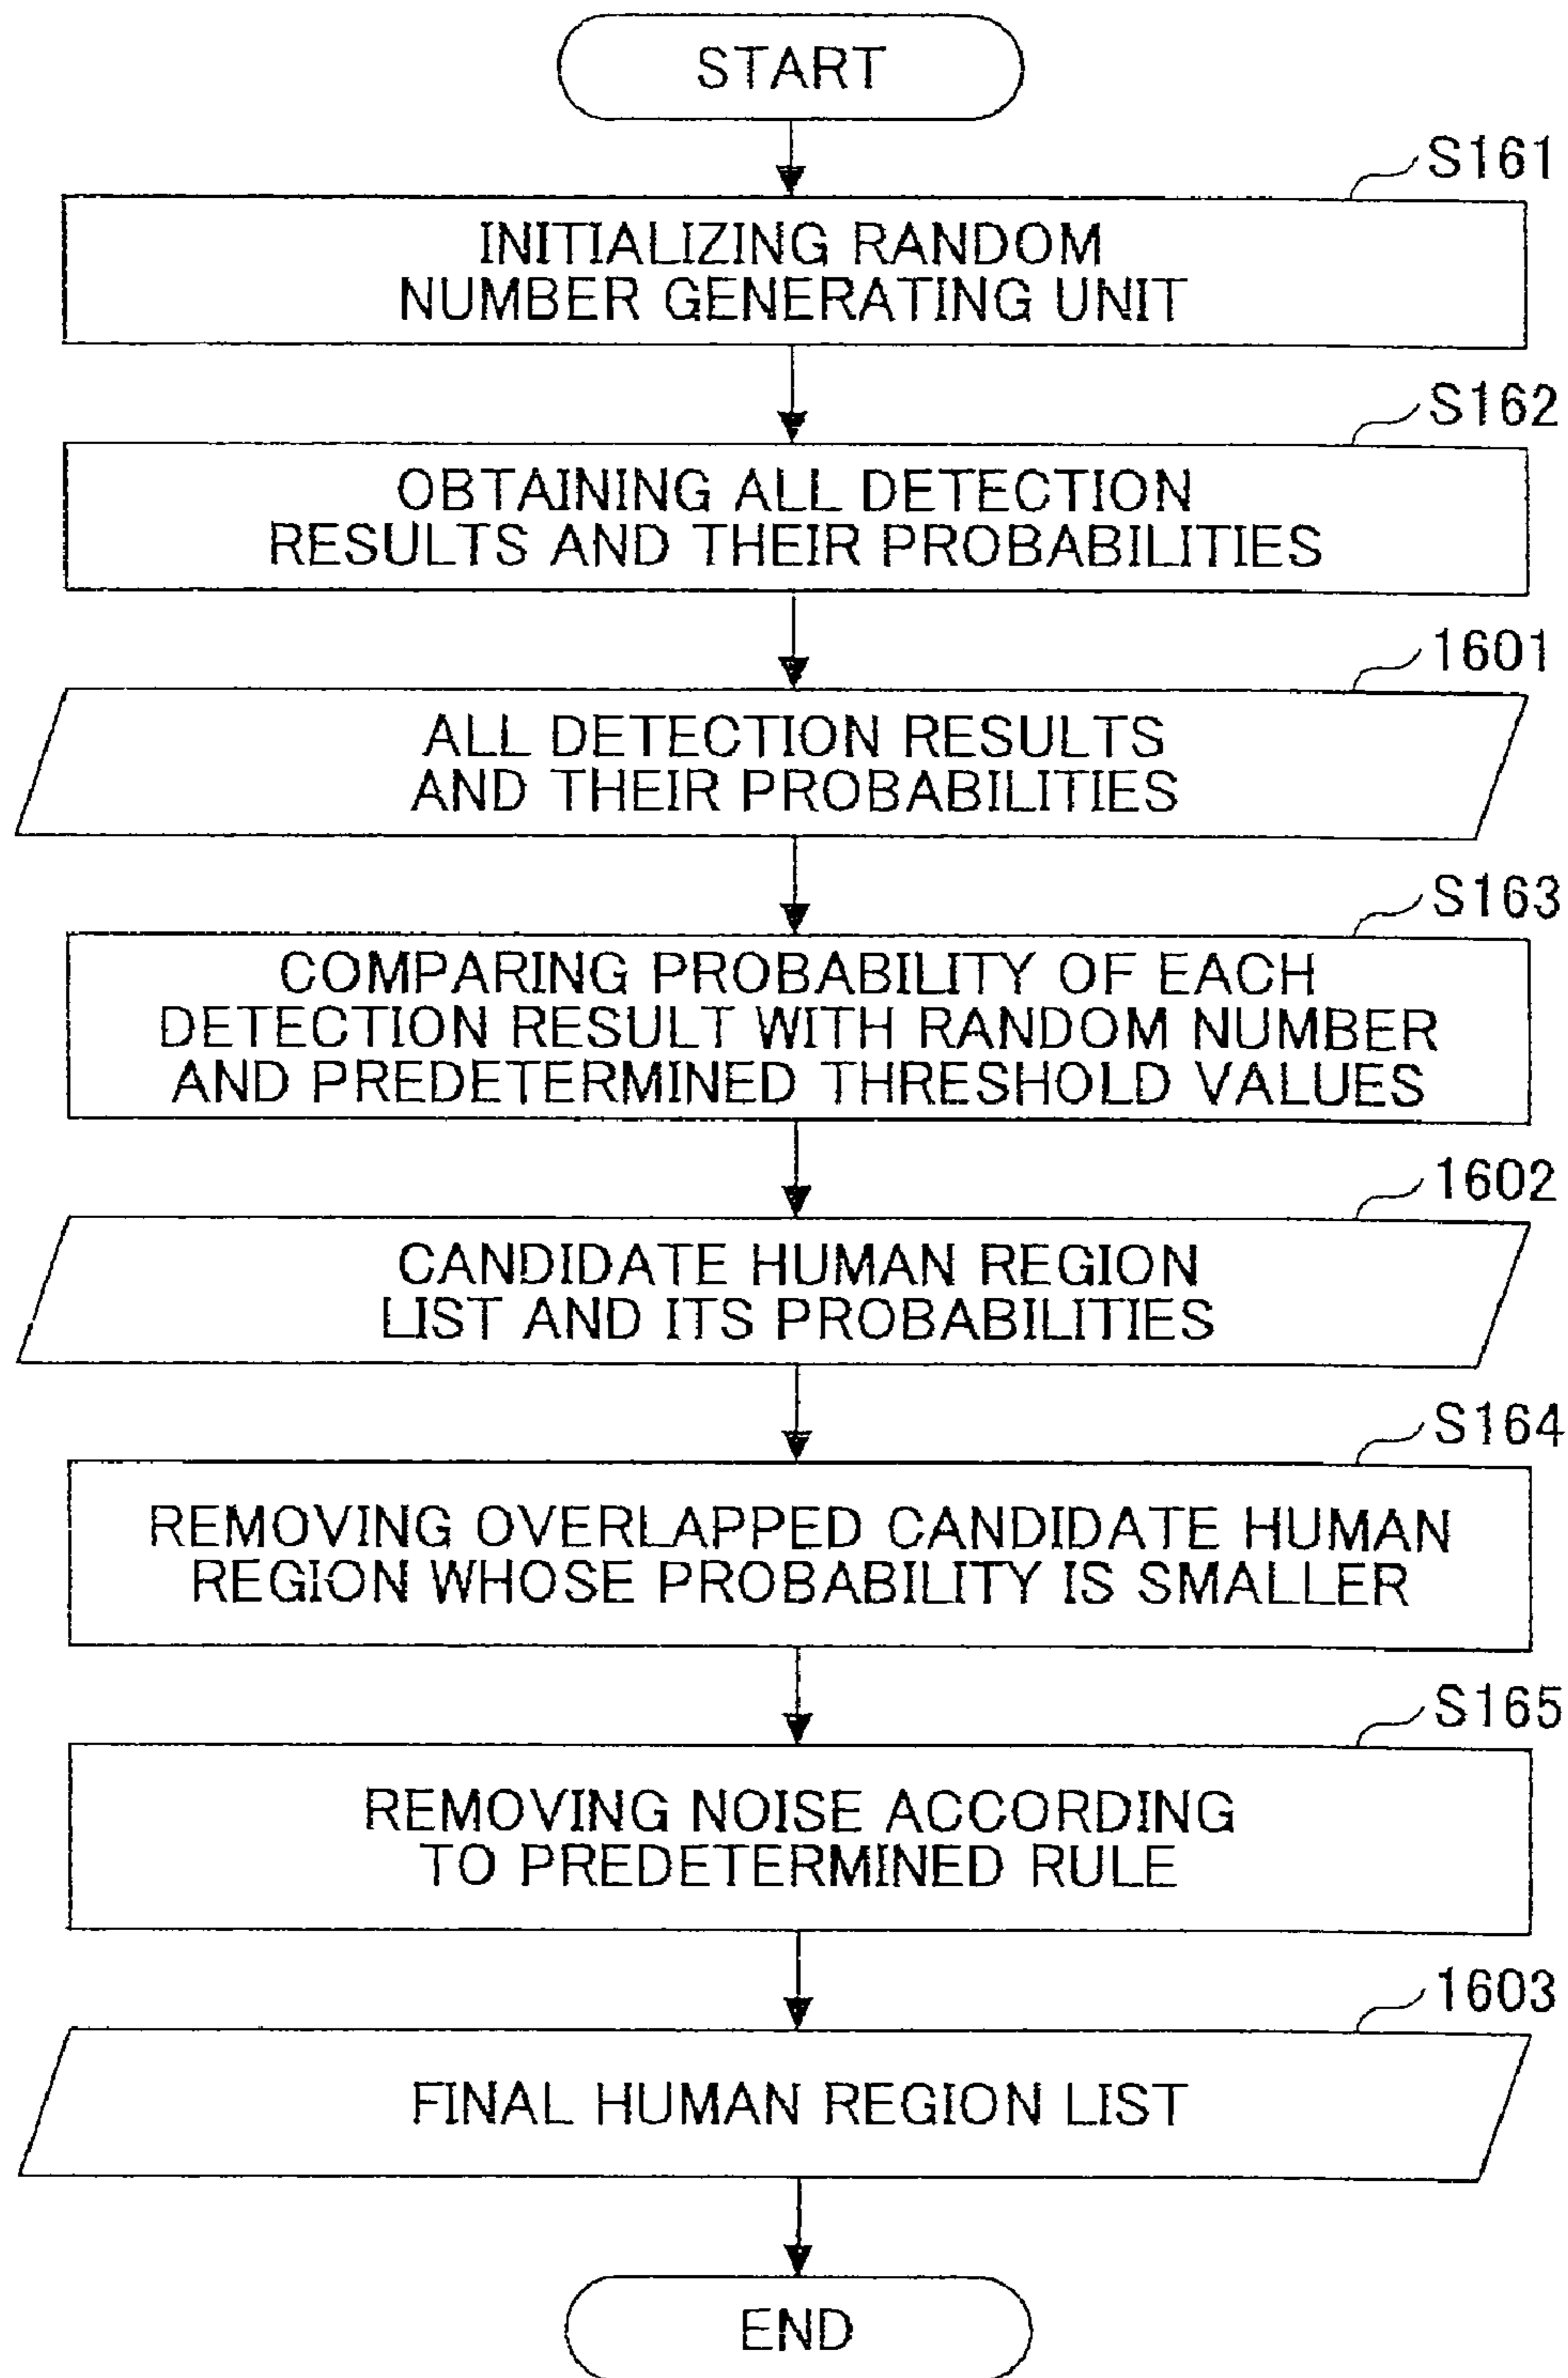 START
S161
INITIALIZING RANDOM
NUMBER GENERATING UNIT
S162
OBTAINING ALL DETECTION
RESULTS AND THEIR PROBABILITIES
1601
ALL DETECTION RESULTS
AND THEIR PROBABILITIES
S163
COMPARING PROBABILITY OF EACH
DETECTION RESULT WITH RANDOM NUMBER
AND PREDETERMINED THRESHOLD VALUES
1602
CANDIDATE HUMAN REGION
LIST AND ITS PROBABILITIES
S164
REMOVING OVERLAPPED CANDIDATE HUMAN
REGION WHOSE PROBABILITY IS SMALLER
S165
REMOVING NOISE ACCORDING
TO PREDETERMINED RULE
1603
FINAL HUMAN REGION LIST
END